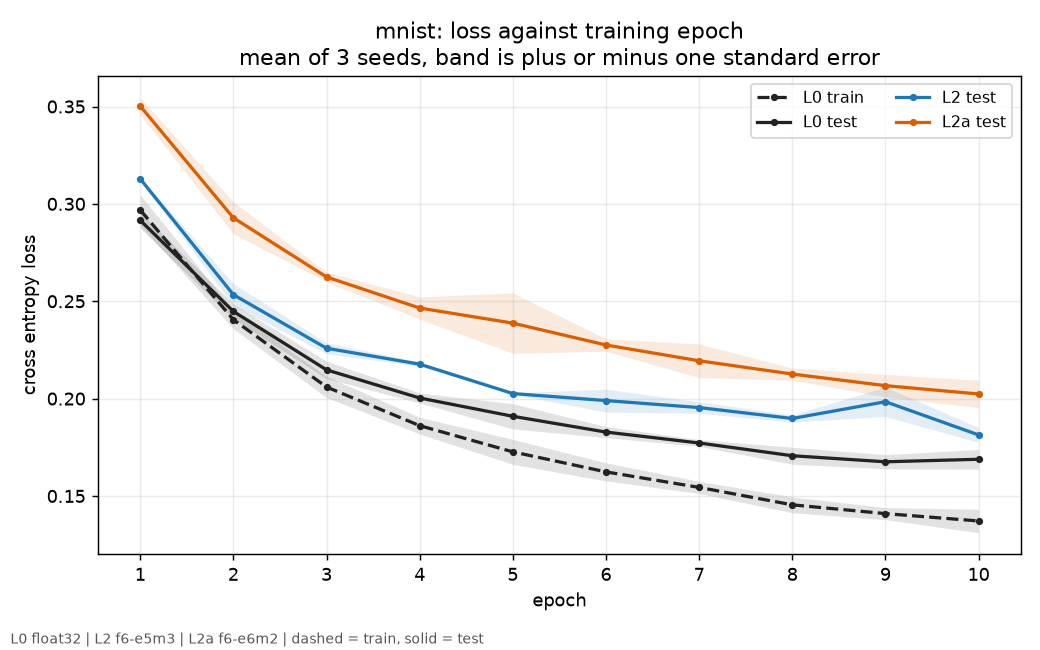 mnist: loss against training epoch
mean of 3 seeds, band is plus or minus one standard error
L0 train
L0 test
L2 test
L2a test
cross entropy loss
0.35
0.30
0.25
0.20
0.15
1 2 3 4 5 6 7 8 9 10
epoch
L0 float32 | L2 f6-e5m3 | L2a f6-e6m2 | dashed = train, solid = test